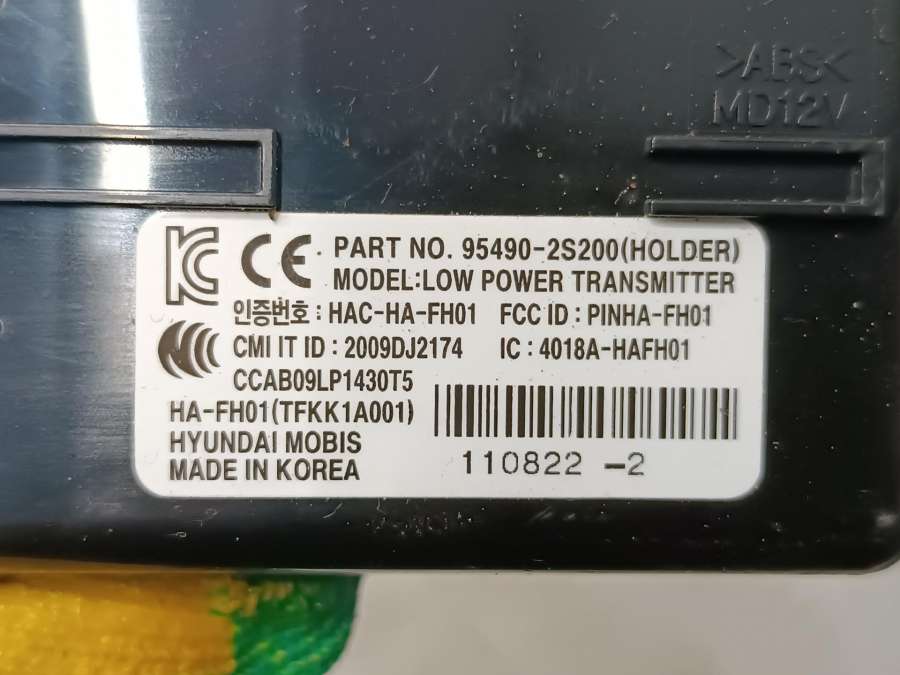 >ABS<
MD12V
CE PART NO. 95490-2S200(HOLDER)
MODEL:LOW POWER TRANSMITTER
인증번호 : HAC-HA-FH01 FCC ID : PINHA-FH01
CMI IT ID : 2009DJ2174 IC : 4018A-HAFH01
CCAB09LP1430T5
HA-FH01(TFKK1A001)
HYUNDAI MOBIS
MADE IN KOREA
110822 -2